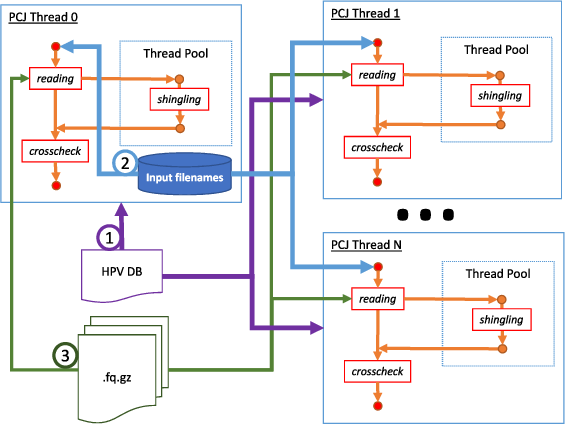 PCJ Thread 0
Thread Pool
reading
shingling
crosscheck
2
Input filenames
1
HPV DB
3
.fq.gz
PCJ Thread 1
Thread Pool
reading
shingling
crosscheck
PCJ Thread N
Thread Pool
reading
shingling
crosscheck